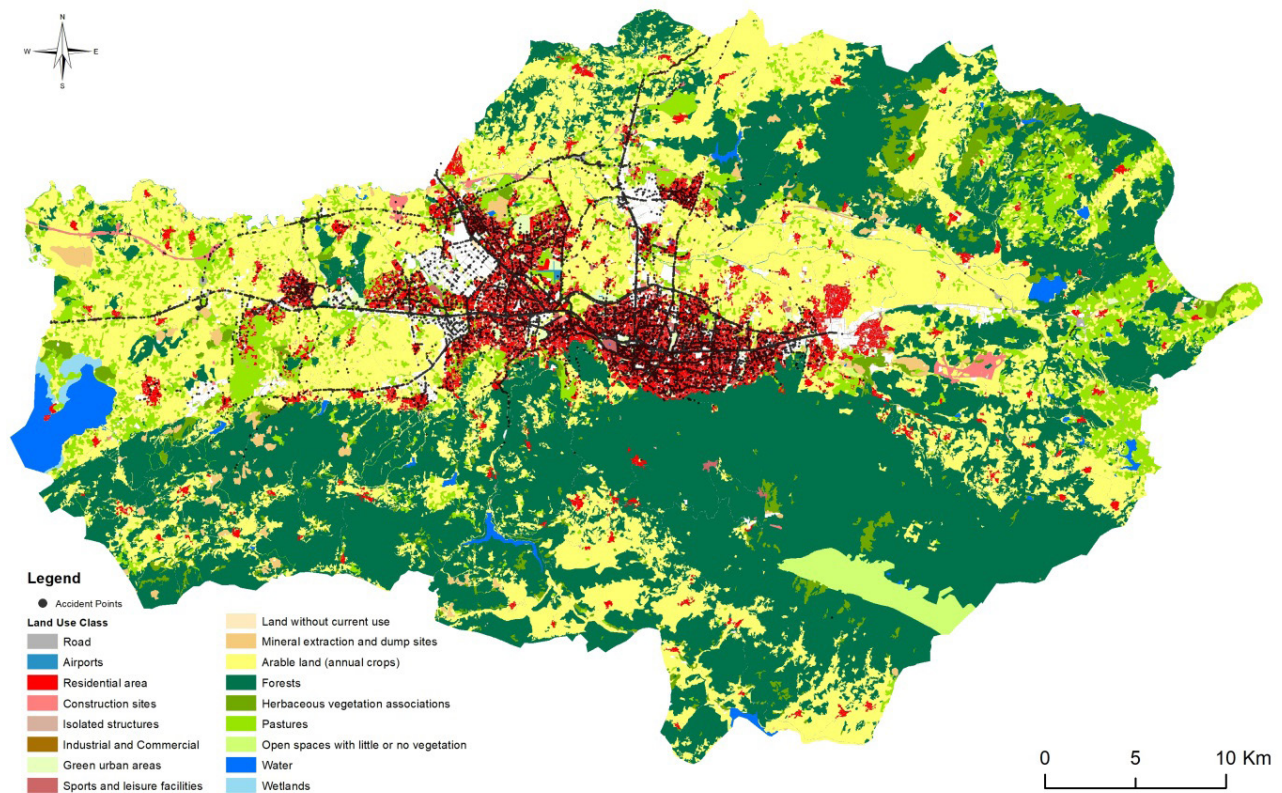 N
W E
S
Legend
Accident Points
Land Use Class
Road
Airports
Residential area
Construction sites
Isolated structures
Industrial and Commercial
Green urban areas
Sports and leisure facilities
Land without current use
Mineral extraction and dump sites
Arable land (annual crops)
Forests
Herbaceous vegetation associations
Pastures
Open spaces with little or no vegetation
Water
Wetlands
0 5 10 Km